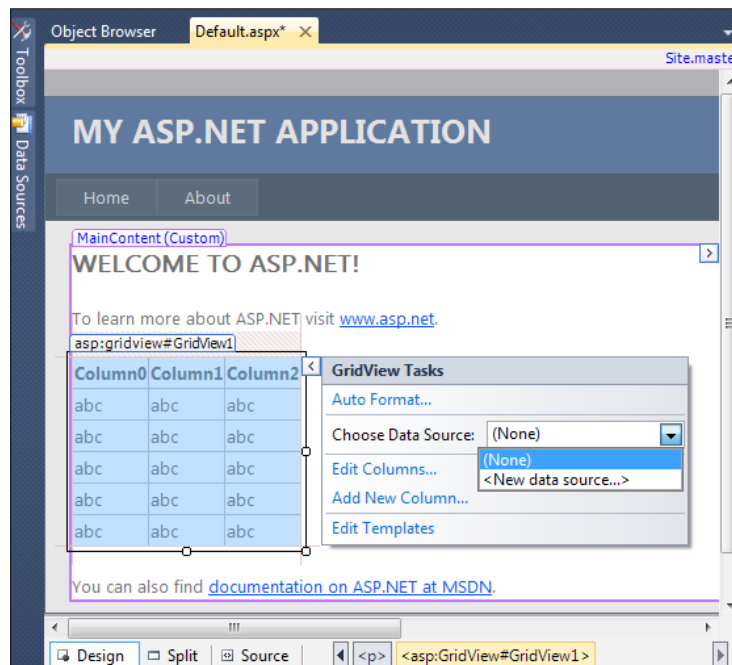 Object Browser Default.aspx*
Site.maste
Toolbox
Data Sources
MY ASP.NET APPLICATION
Home About
MainContent (Custom)
WELCOME TO ASP.NET!
To learn more about ASP.NET visit www.asp.net.
asp:gridview#GridView1
Column0 Column1 Column2
abc abc abc
abc abc abc
abc abc abc
abc abc abc
abc abc abc
GridView Tasks
Auto Format...
Choose Data Source: (None)
(None)
<New data source...>
Edit Columns...
Add New Column...
Edit Templates
You can also find documentation on ASP.NET at MSDN.
Design Split Source <p> <asp:GridView#GridView1>